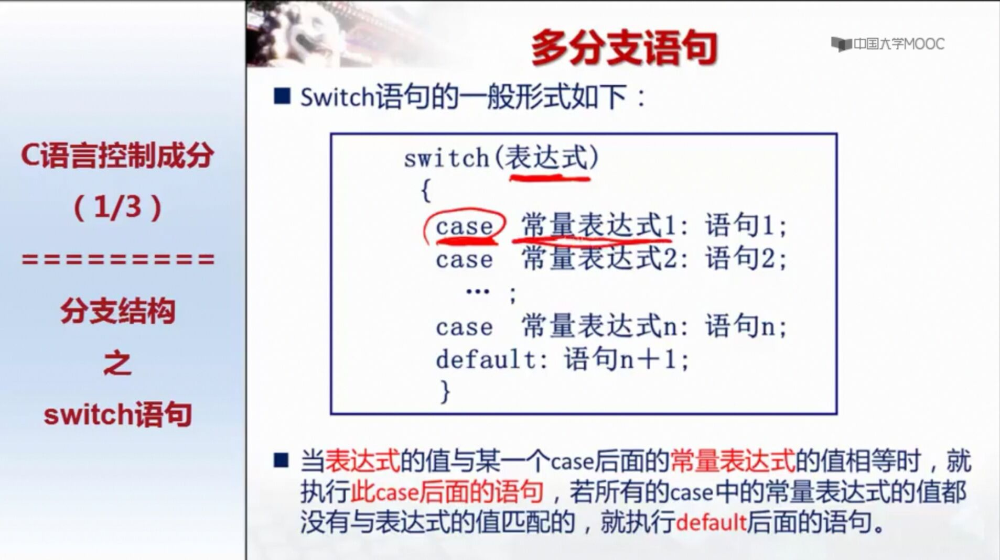 C语言控制成分
（1/3）
=========
分支结构
之
switch语句
多分支语句
中国大学MOOC
Switch语句的一般形式如下：
switch(表达式)
{
case 常量表达式1: 语句1;
case 常量表达式2: 语句2;
… ;
case 常量表达式n: 语句n;
default: 语句n＋1;
}
当表达式的值与某一个case后面的常量表达式的值相等时，就
执行此case后面的语句，若所有的case中的常量表达式的值都
没有与表达式的值匹配的，就执行default后面的语句。